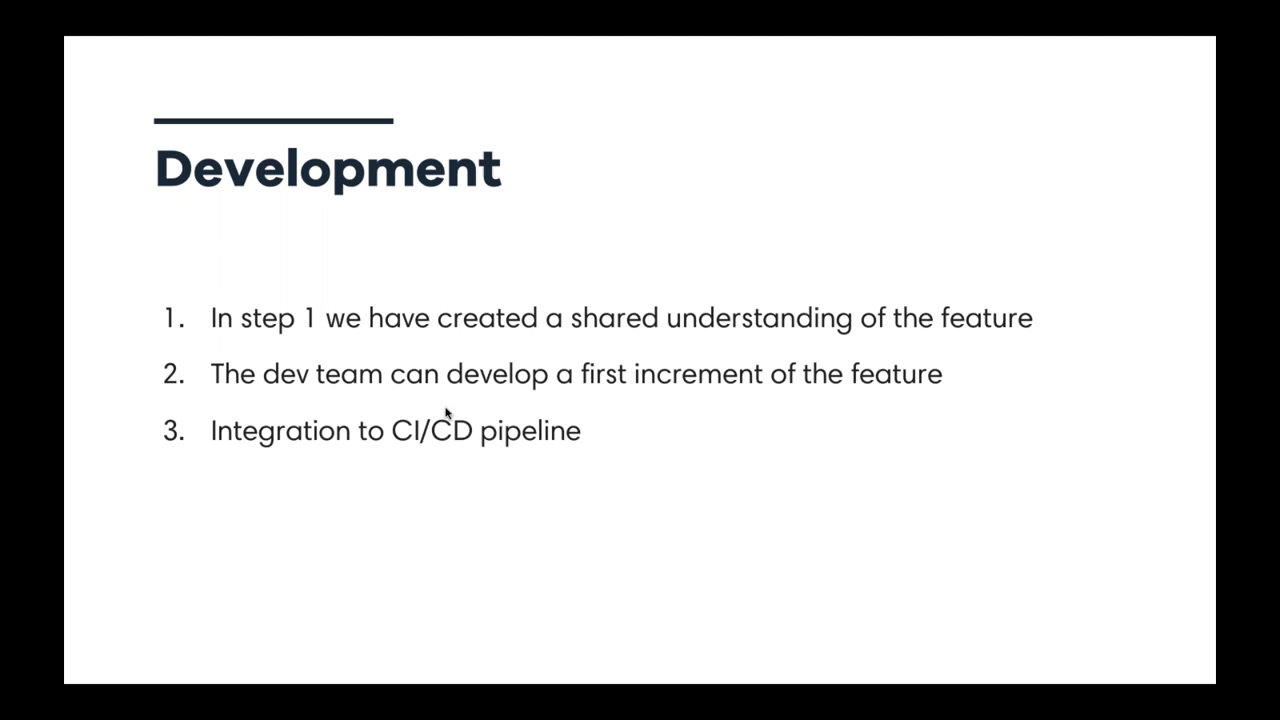 Development
1. In step 1 we have created a shared understanding of the feature
2. The dev team can develop a first increment of the feature
3. Integration to CI/CD pipeline